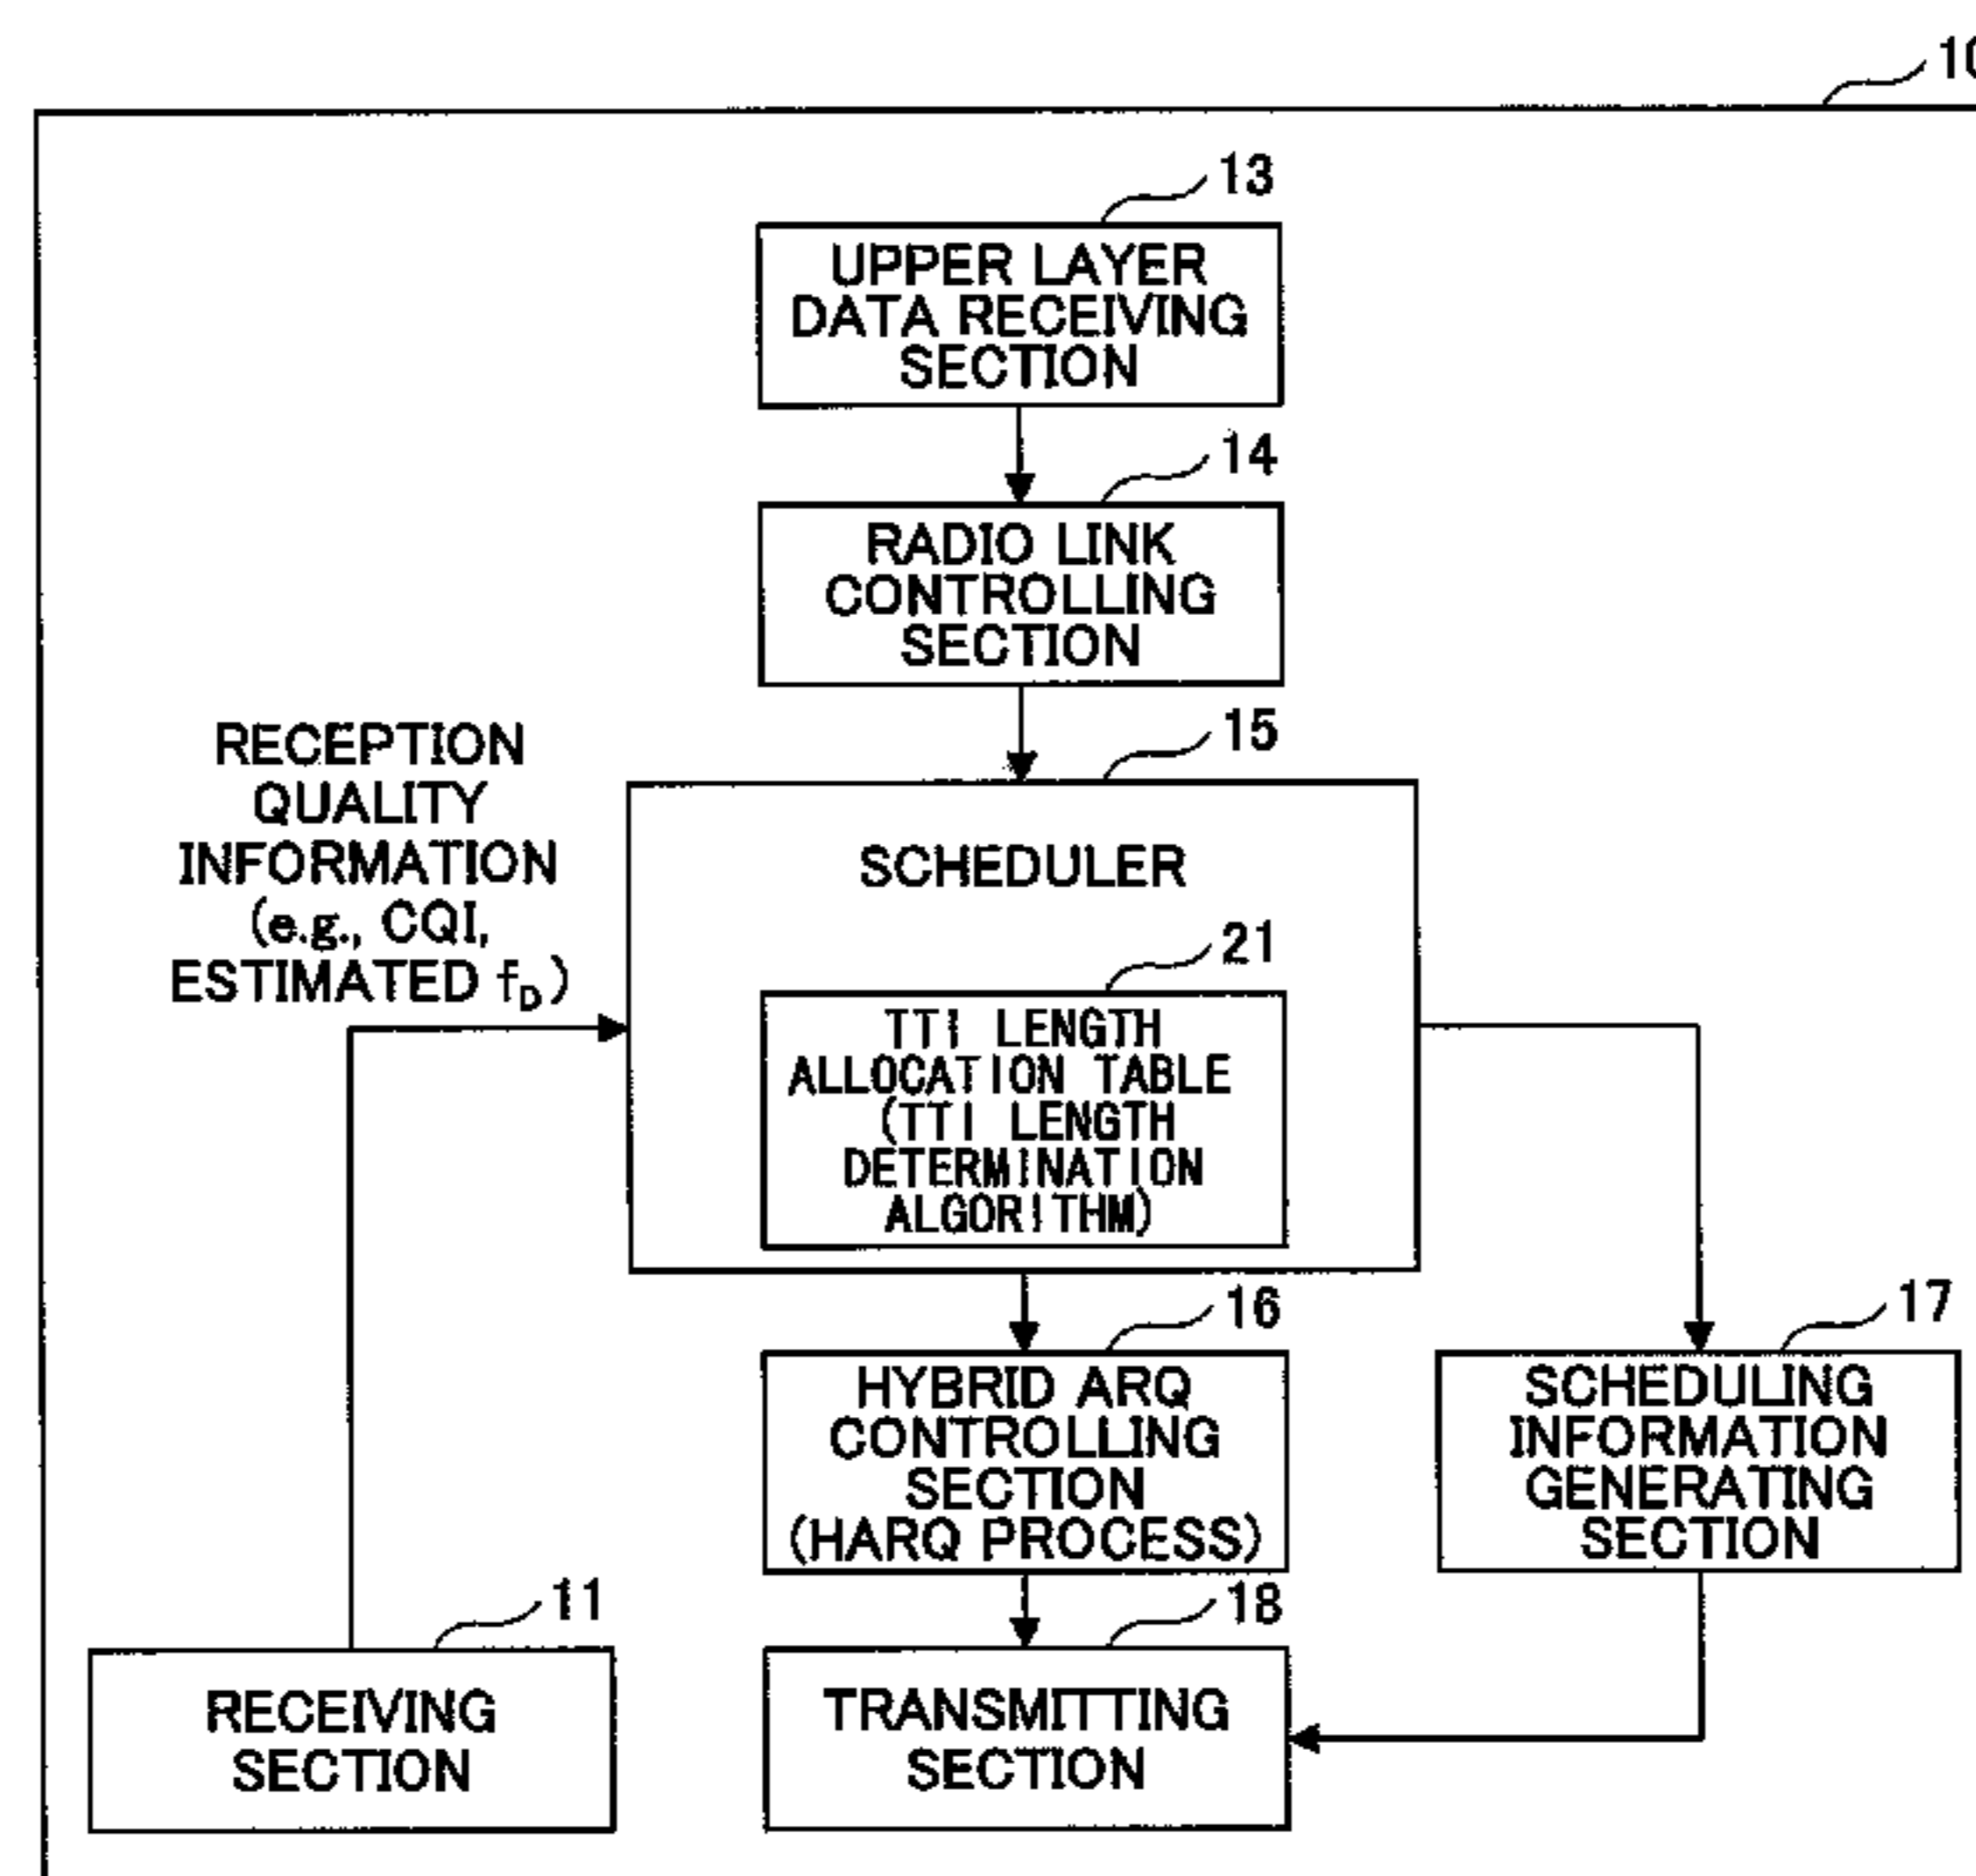 10
13
UPPER LAYER
DATA RECEIVING
SECTION
14
RADIO LINK
CONTROLLING
SECTION
15
RECEPTION
QUALITY
INFORMATION
(e.g., CQI,
ESTIMATED fD)
SCHEDULER
21
TTI LENGTH
ALLOCATION TABLE
(TTI LENGTH
DETERMINATION
ALGORITHM)
16
HYBRID ARQ
CONTROLLING
SECTION
(HARQ PROCESS)
17
SCHEDULING
INFORMATION
GENERATING
SECTION
11
RECEIVING
SECTION
18
TRANSMITTING
SECTION